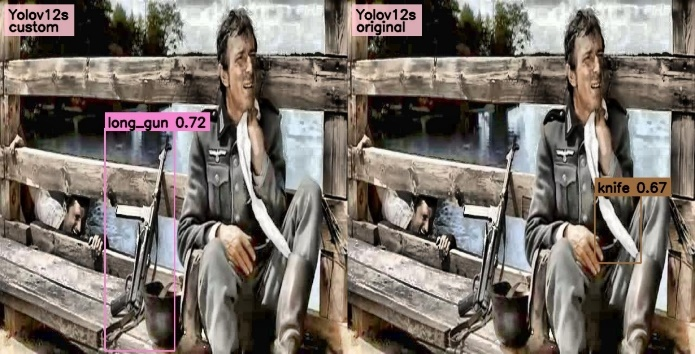 Yolov12s
custom
long_gun 0.72
Yolov12s
original
knife 0.67